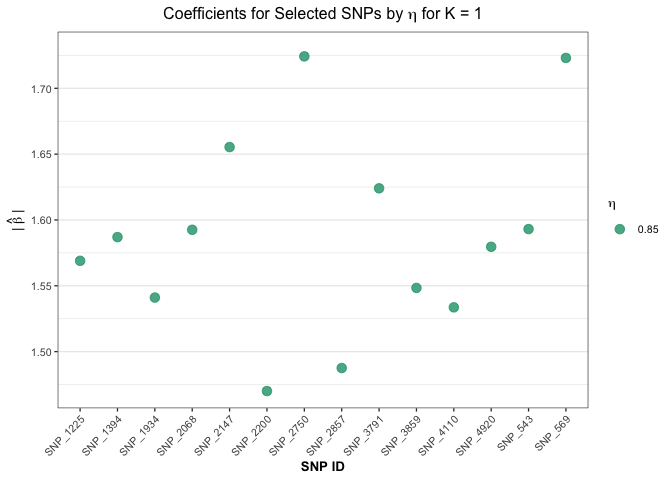 Coefficients for Selected SNPs by η for K = 1
1.70
1.65
1.60
1.55
1.50
| β̂ |
SNP_1225
SNP_1394
SNP_1934
SNP_2068
SNP_2147
SNP_2200
SNP_2750
SNP_2857
SNP_3791
SNP_3859
SNP_4110
SNP_4920
SNP_543
SNP_569
SNP ID
η
0.85